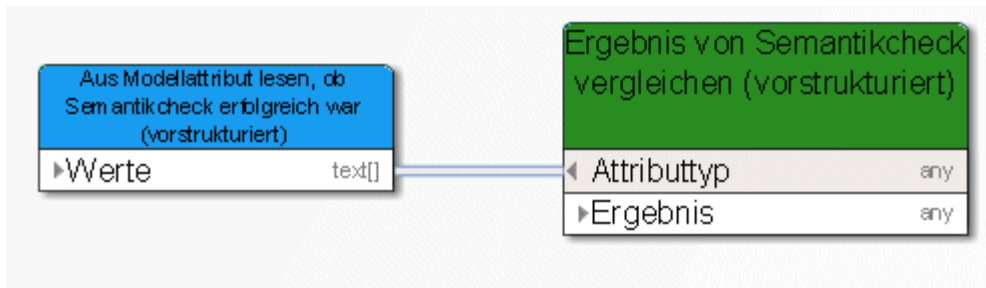 Aus Modellattribut lesen, ob
Semantikcheck erfolgreich war
(vorstrukturiert)
Werte text[]
Ergebnis von Semantikcheck
vergleichen (vorstrukturiert)
Attributtyp any
Ergebnis any